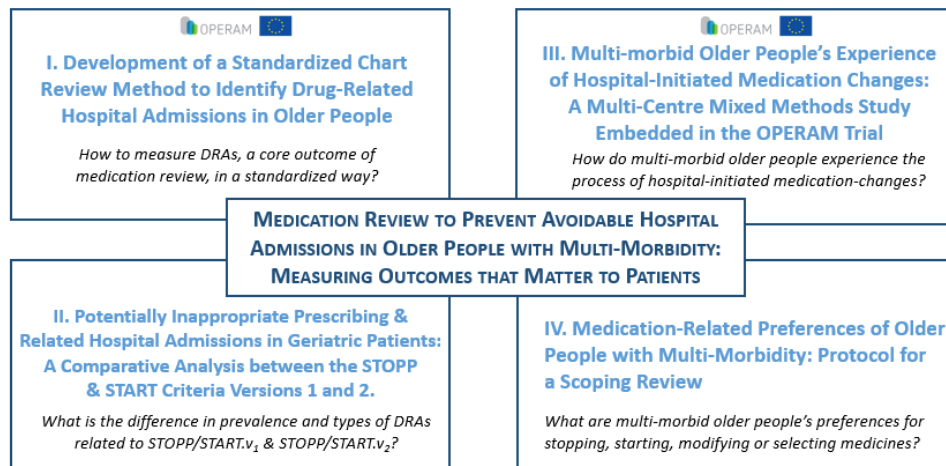 OPERAM
I. Development of a Standardized Chart
Review Method to Identify Drug-Related
Hospital Admissions in Older People
How to measure DRAs, a core outcome of
medication review, in a standardized way?
OPERAM
III. Multi-morbid Older People’s Experience
of Hospital-Initiated Medication Changes:
A Multi-Centre Mixed Methods Study
Embedded in the OPERAM Trial
How do multi-morbid older people experience the
process of hospital-initiated medication-changes?
MEDICATION REVIEW TO PREVENT AVOIDABLE HOSPITAL
ADMISSIONS IN OLDER PEOPLE WITH MULTI-MORBIDITY:
MEASURING OUTCOMES THAT MATTER TO PATIENTS
II. Potentially Inappropriate Prescribing &
Related Hospital Admissions in Geriatric Patients:
A Comparative Analysis between the STOPP
& START Criteria Versions 1 and 2.
What is the difference in prevalence and types of DRAs
related to STOPP/START.v₁ & STOPP/START.v₂?
IV. Medication-Related Preferences of Older
People with Multi-Morbidity: Protocol for
a Scoping Review
What are multi-morbid older people’s preferences for
stopping, starting, modifying or selecting medicines?